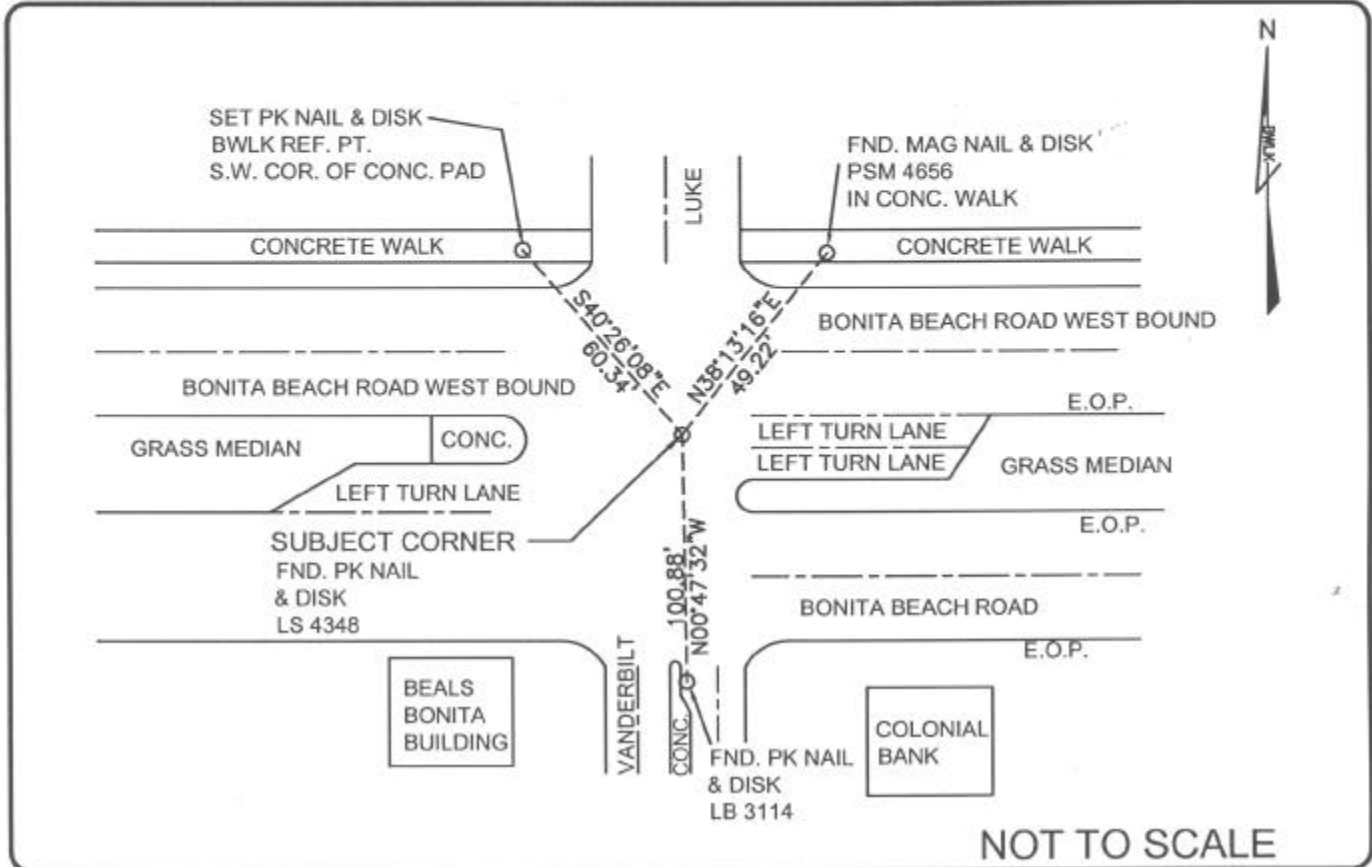 N
BWLK
SET PK NAIL & DISK
BWLK REF. PT.
S.W. COR. OF CONC. PAD
FND. MAG NAIL & DISK
PSM 4656
IN CONC. WALK
LUKE
CONCRETE WALK
CONCRETE WALK
S40°26'08"E
60.34'
N38°13'16"E
49.22'
BONITA BEACH ROAD WEST BOUND
BONITA BEACH ROAD WEST BOUND
E.O.P.
GRASS MEDIAN
CONC.
LEFT TURN LANE
LEFT TURN LANE
GRASS MEDIAN
LEFT TURN LANE
E.O.P.
SUBJECT CORNER
FND. PK NAIL
& DISK
LS 4348
100.88'
N00°47'32"W
BONITA BEACH ROAD
E.O.P.
BEALS
BONITA
BUILDING
VANDERBILT
CONC.
FND. PK NAIL
& DISK
LB 3114
COLONIAL
BANK
NOT TO SCALE